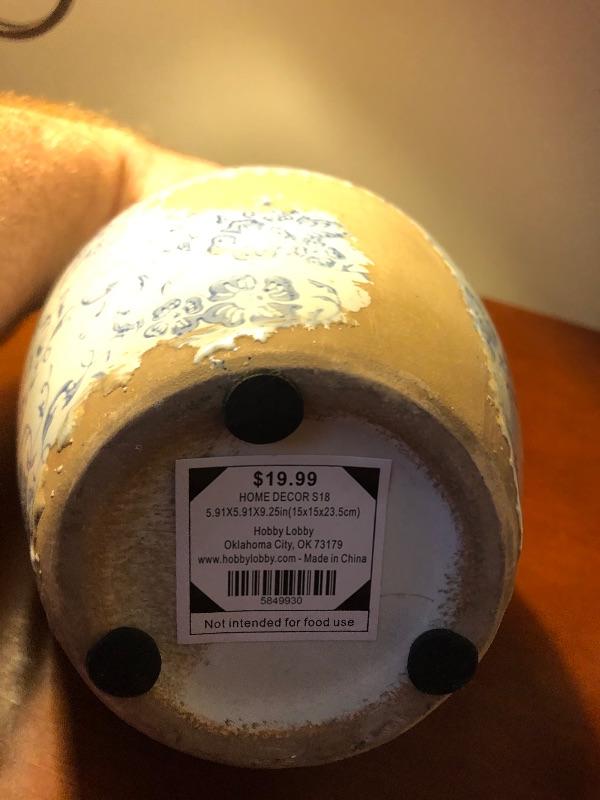 $19.99
HOME DECOR S18
5.91X5.91X9.25in(15x15x23.5cm)
Hobby Lobby
Oklahoma City, OK 73179
www.hobbylobby.com - Made in China
5849930
Not intended for food use